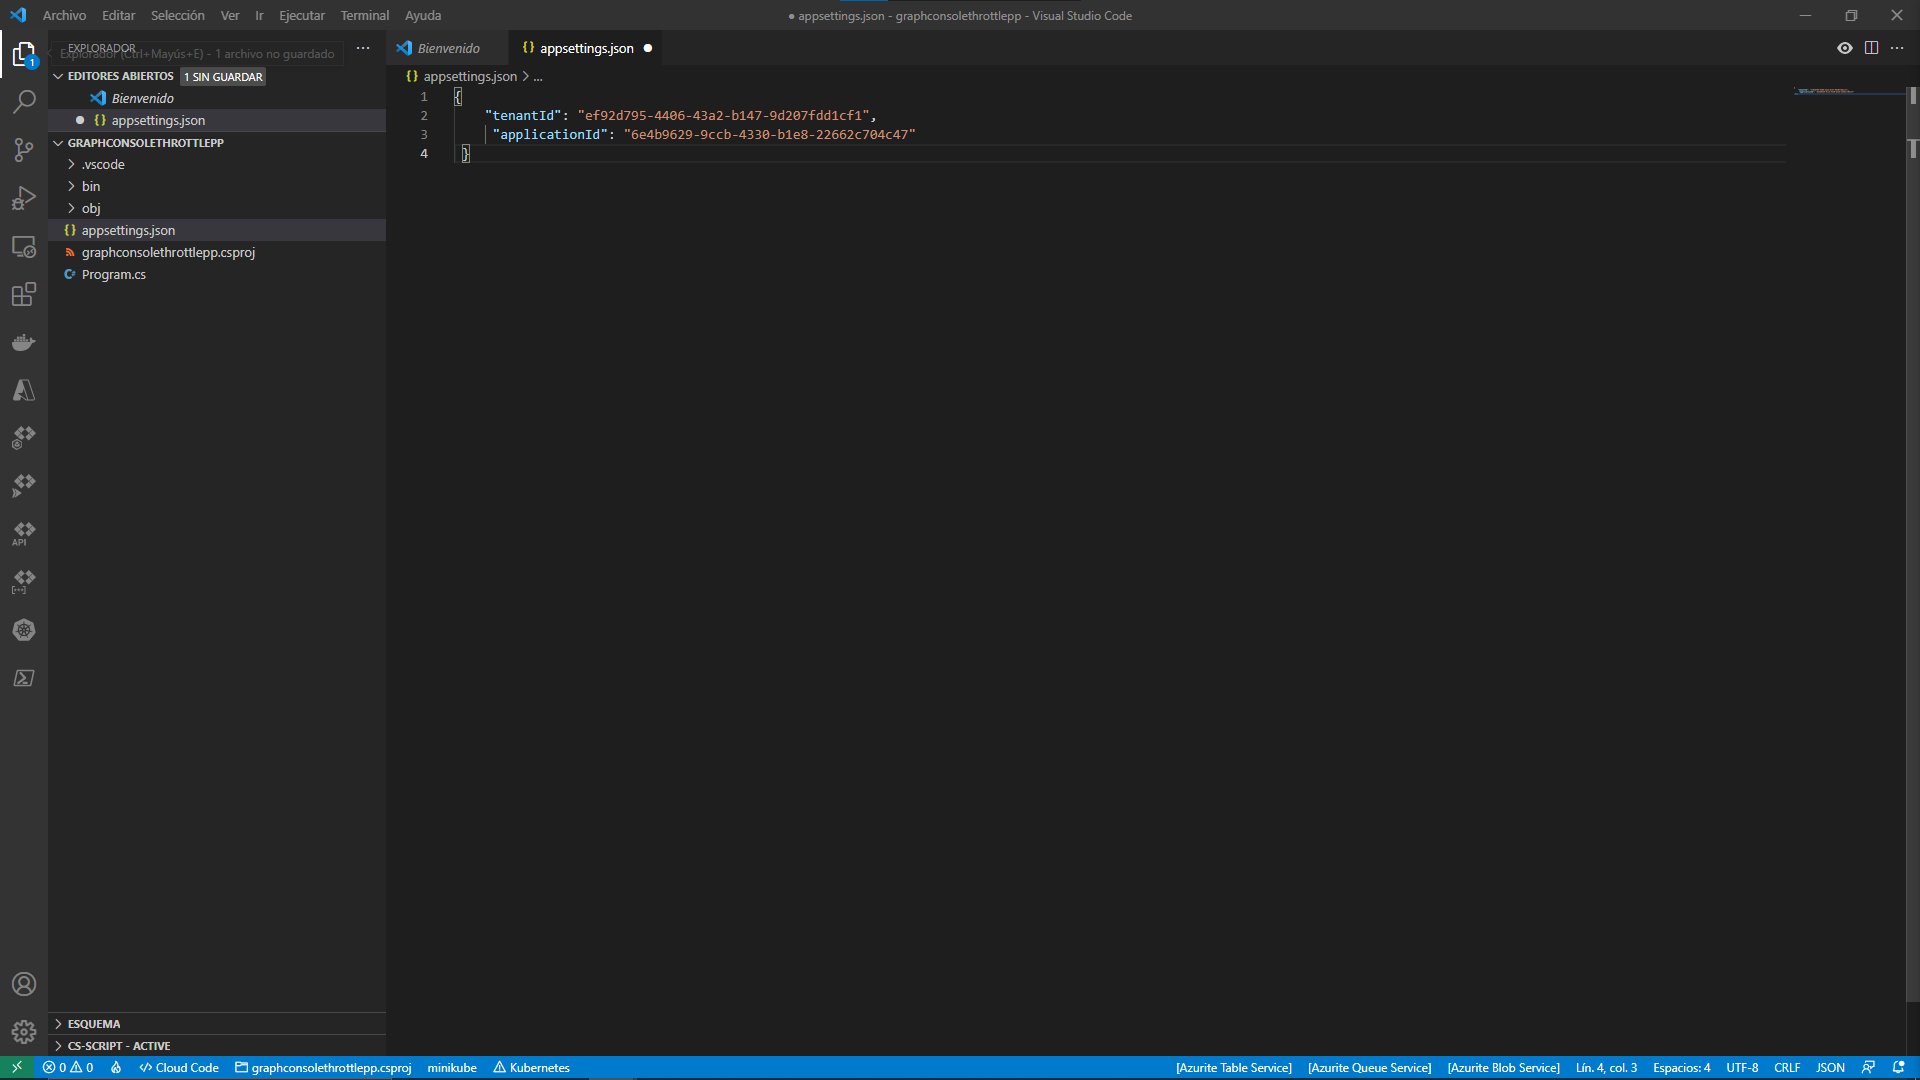 Archivo Editar Selección Ver Ir Ejecutar Terminal Ayuda
● appsettings.json - graphconsolethrottlepp - Visual Studio Code
EXPLORADOR
Explorador (Ctrl+Mayús+E) - 1 archivo no guardado
1
EDITORES ABIERTOS 1 SIN GUARDAR
Bienvenido
appsettings.json
GRAPHCONSOLETHROTTLEPP
.vscode
bin
obj
appsettings.json
graphconsolethrottlepp.csproj
Program.cs
API
ESQUEMA
CS-SCRIPT - ACTIVE
Bienvenido
appsettings.json
appsettings.json > ...
1 {
2 "tenantId": "ef92d795-4406-43a2-b147-9d207fdd1cf1",
3 "applicationId": "6e4b9629-9ccb-4330-b1e8-22662c704c47"
4 }
0 0 Cloud Code graphconsolethrottlepp.csproj minikube Kubernetes
[Azurite Table Service] [Azurite Queue Service] [Azurite Blob Service] Lín. 4, col. 3 Espacios: 4 UTF-8 CRLF JSON